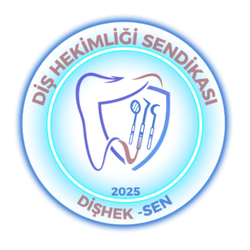 DİŞ HEKİMLİĞİ SENDİKASI
2025
DİŞHEK -SEN